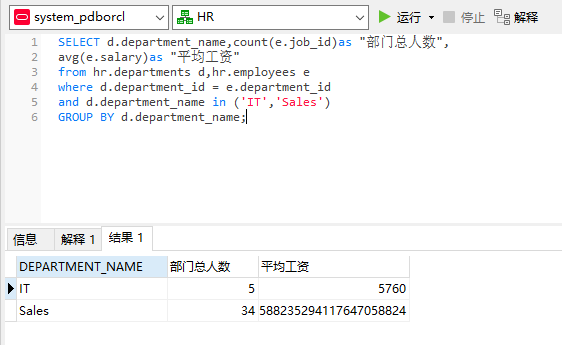 system_pdborcl HR 运行 停止 解释
1 SELECT d.department_name,count(e.job_id)as "部门总人数",
2 avg(e.salary)as "平均工资"
3 from hr.departments d,hr.employees e
4 where d.department_id = e.department_id
5 and d.department_name in ('IT','Sales')
6 GROUP BY d.department_name;
信息 解释 1 结果 1
DEPARTMENT_NAME 部门总人数 平均工资
IT 5 5760
Sales 34 588235294117647058824